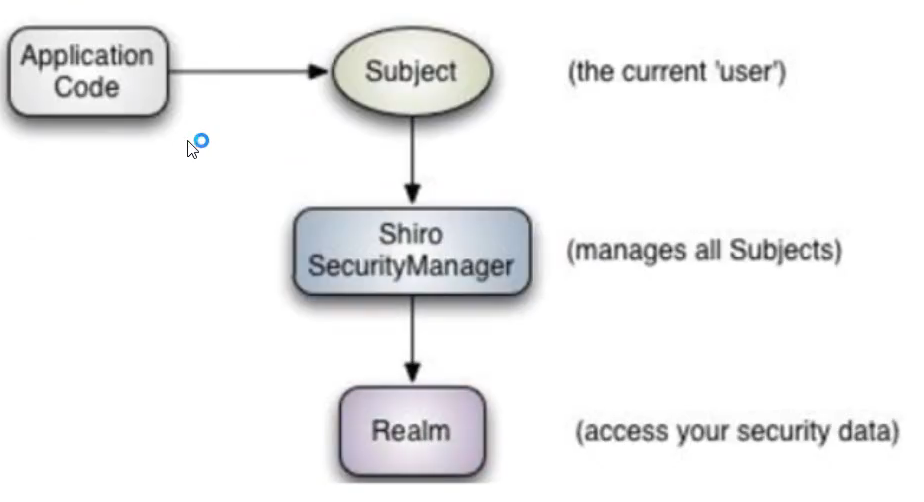 Application
Code
Subject
(the current 'user')
Shiro
SecurityManager
(manages all Subjects)
Realm
(access your security data)